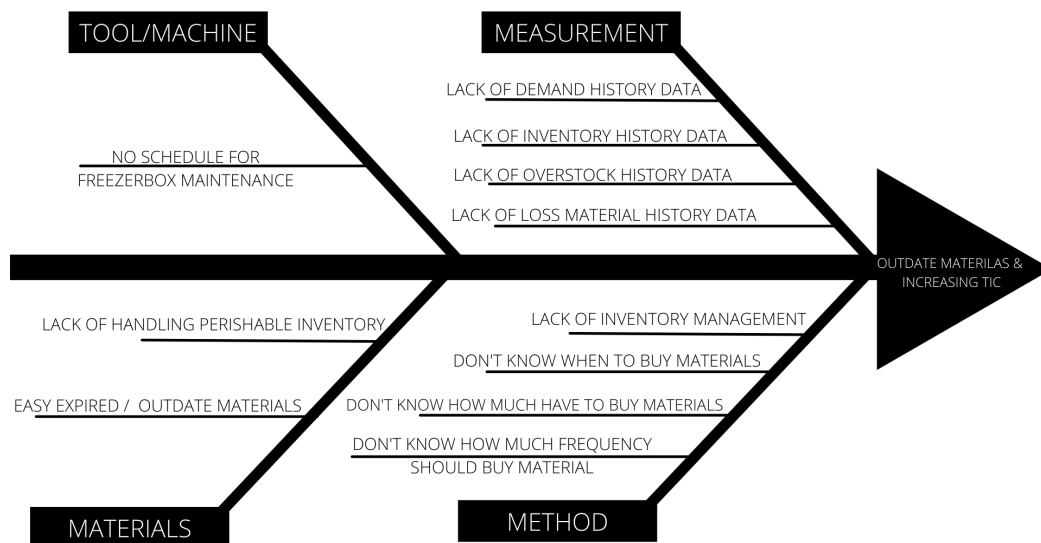 TOOL/MACHINE
MEASUREMENT
LACK OF DEMAND HISTORY DATA
LACK OF INVENTORY HISTORY DATA
NO SCHEDULE FOR
FREEZERBOX MAINTENANCE
LACK OF OVERSTOCK HISTORY DATA
LACK OF LOSS MATERIAL HISTORY DATA
OUTDATE MATERILAS &
INCREASING TIC
LACK OF HANDLING PERISHABLE INVENTORY
EASY EXPIRED / OUTDATE MATERIALS
LACK OF INVENTORY MANAGEMENT
DON'T KNOW WHEN TO BUY MATERIALS
DON'T KNOW HOW MUCH HAVE TO BUY MATERIALS
DON'T KNOW HOW MUCH FREQUENCY
SHOULD BUY MATERIAL
MATERIALS
METHOD